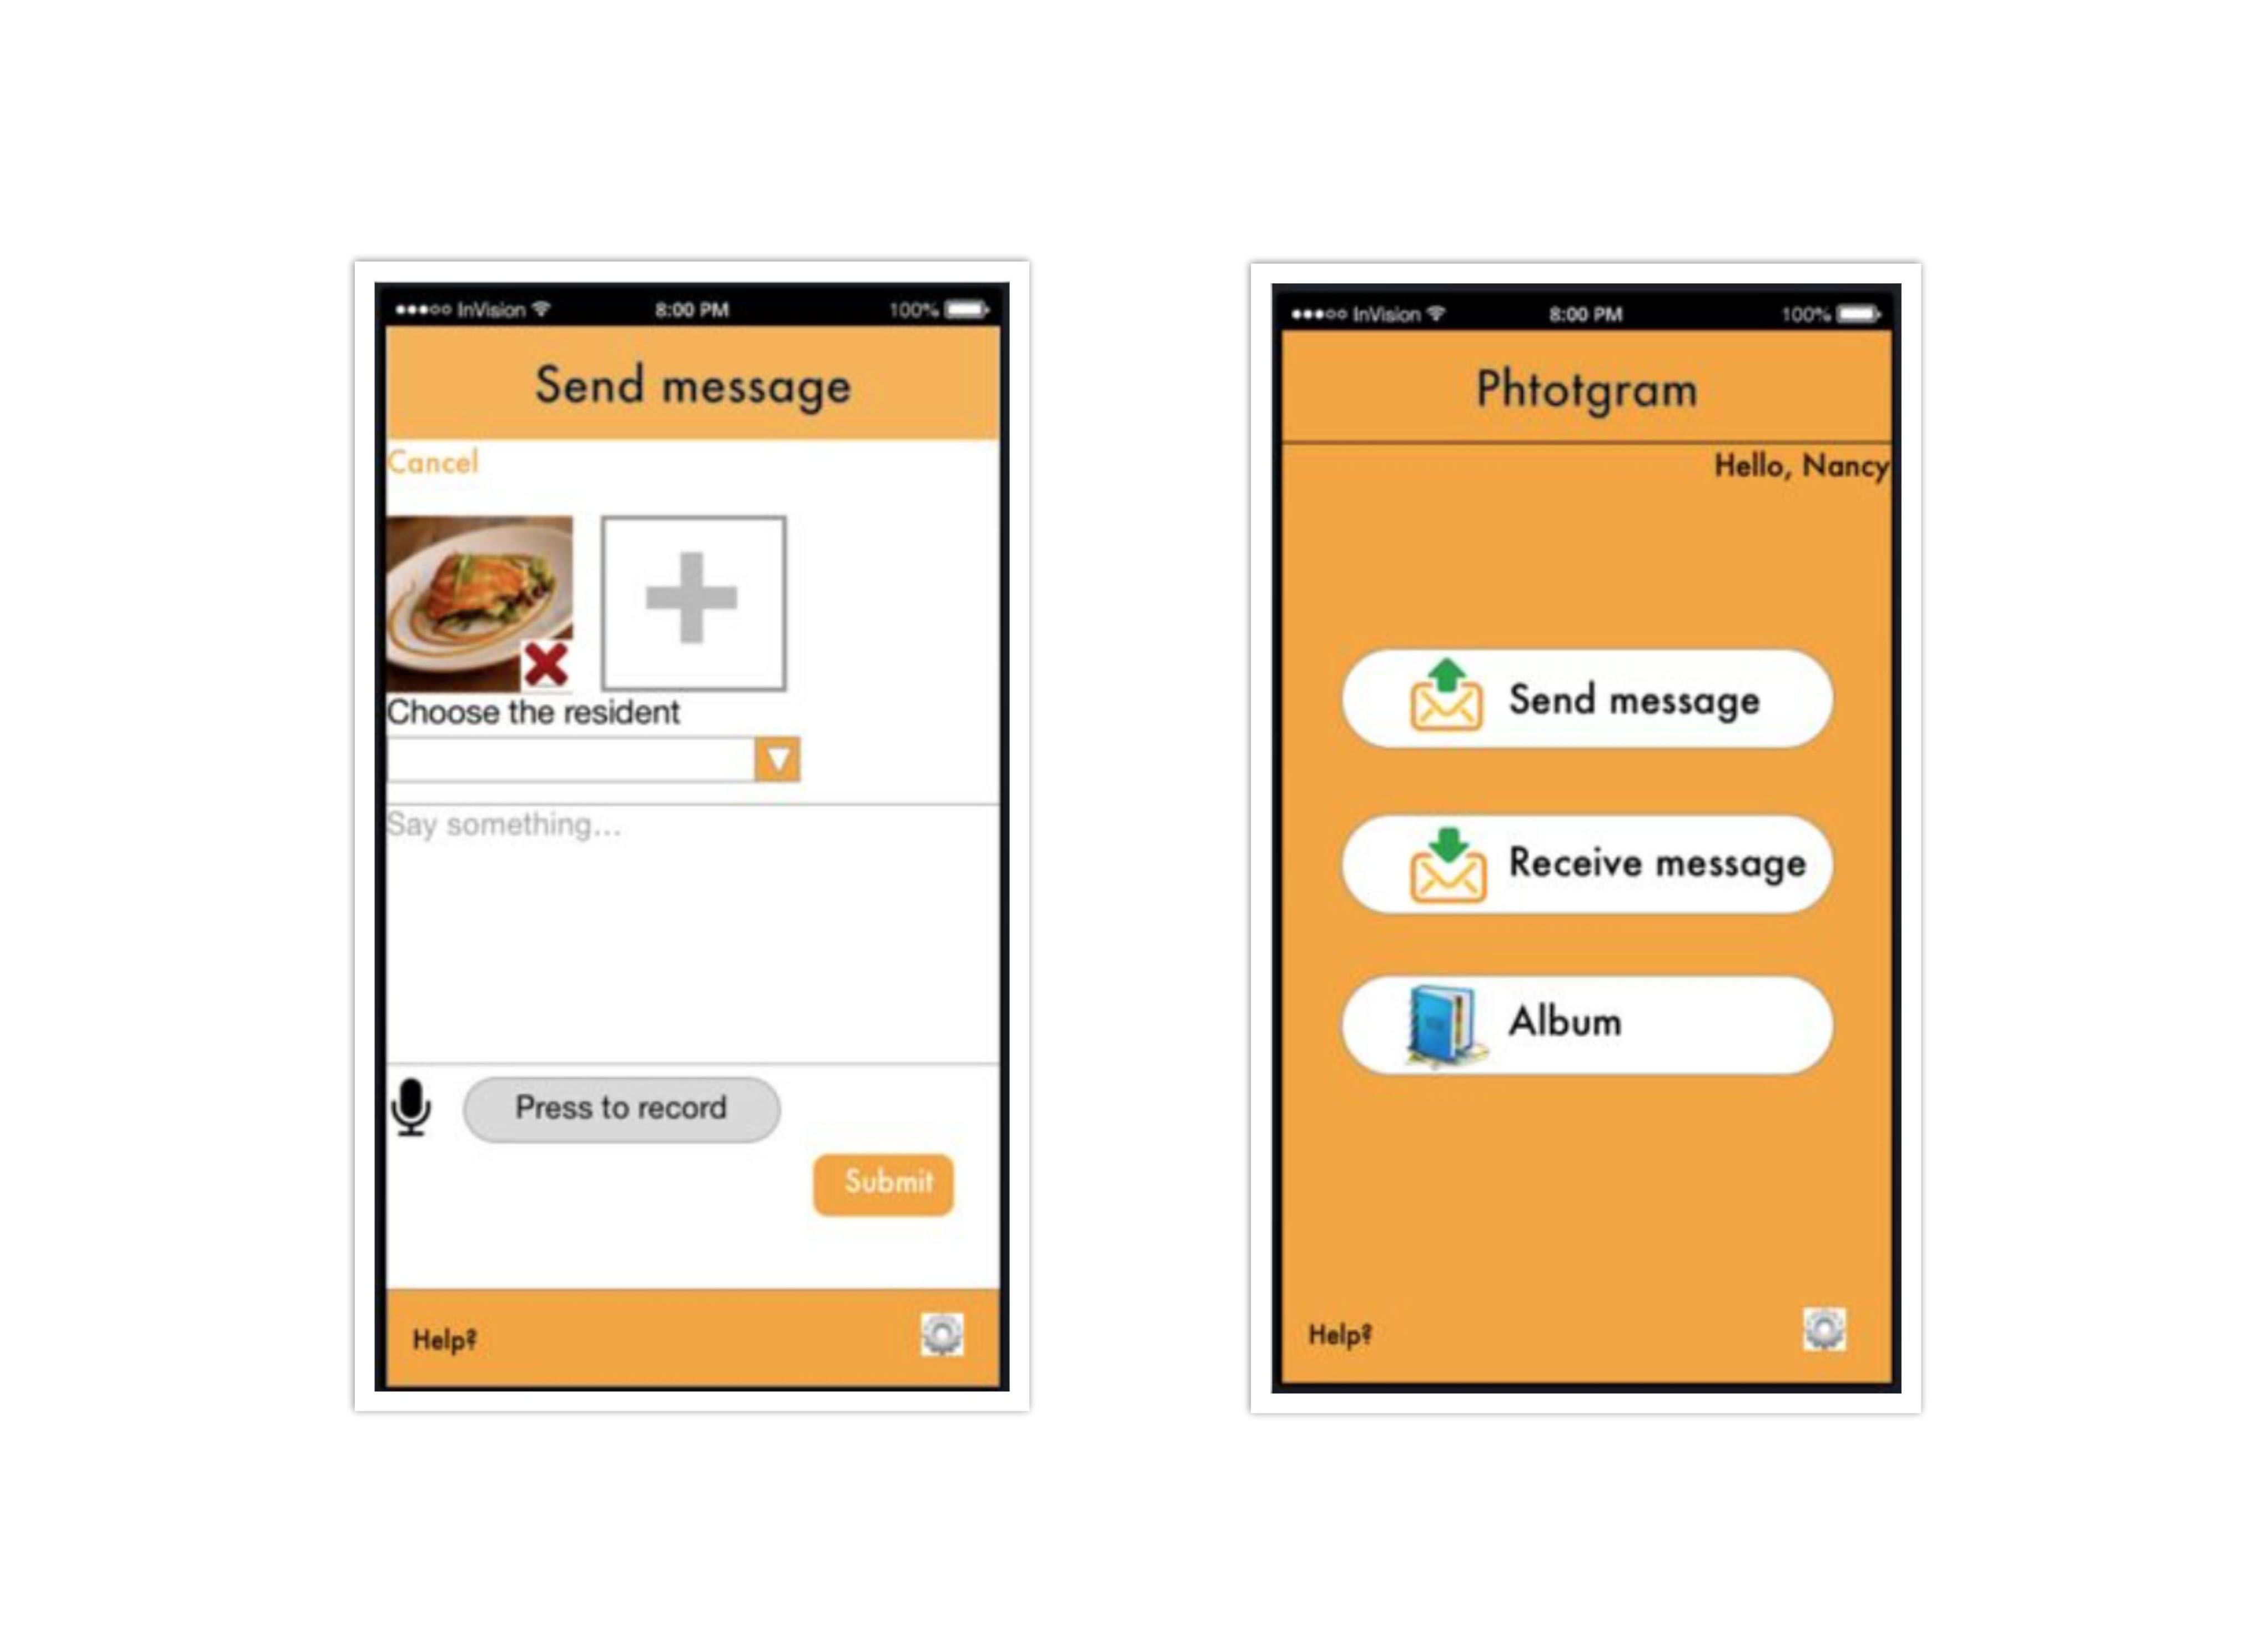 InVision
8:00 PM
100%
Send message
Cancel
Choose the resident
Say something...
Press to record
Submit
Help?
InVision
8:00 PM
100%
Phtotgram
Hello, Nancy
Send message
Receive message
Album
Help?